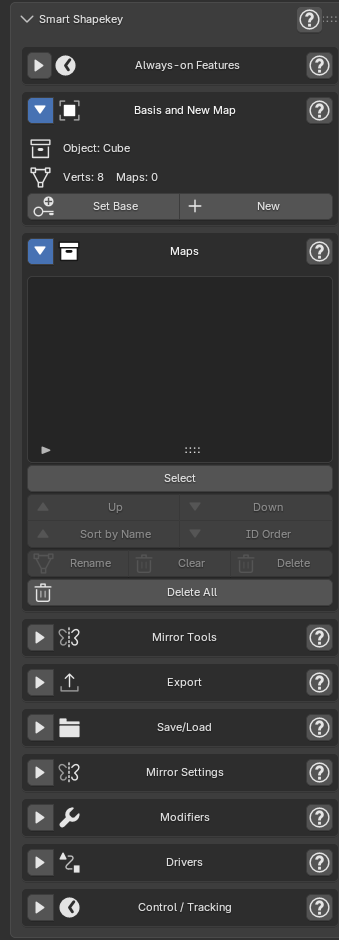 Smart Shapekey
Always-on Features
Basis and New Map
Object: Cube
Verts: 8 Maps: 0
Set Base New
Maps
Select
Up Down
Sort by Name ID Order
Rename Clear Delete
Delete All
Mirror Tools
Export
Save/Load
Mirror Settings
Modifiers
Drivers
Control / Tracking